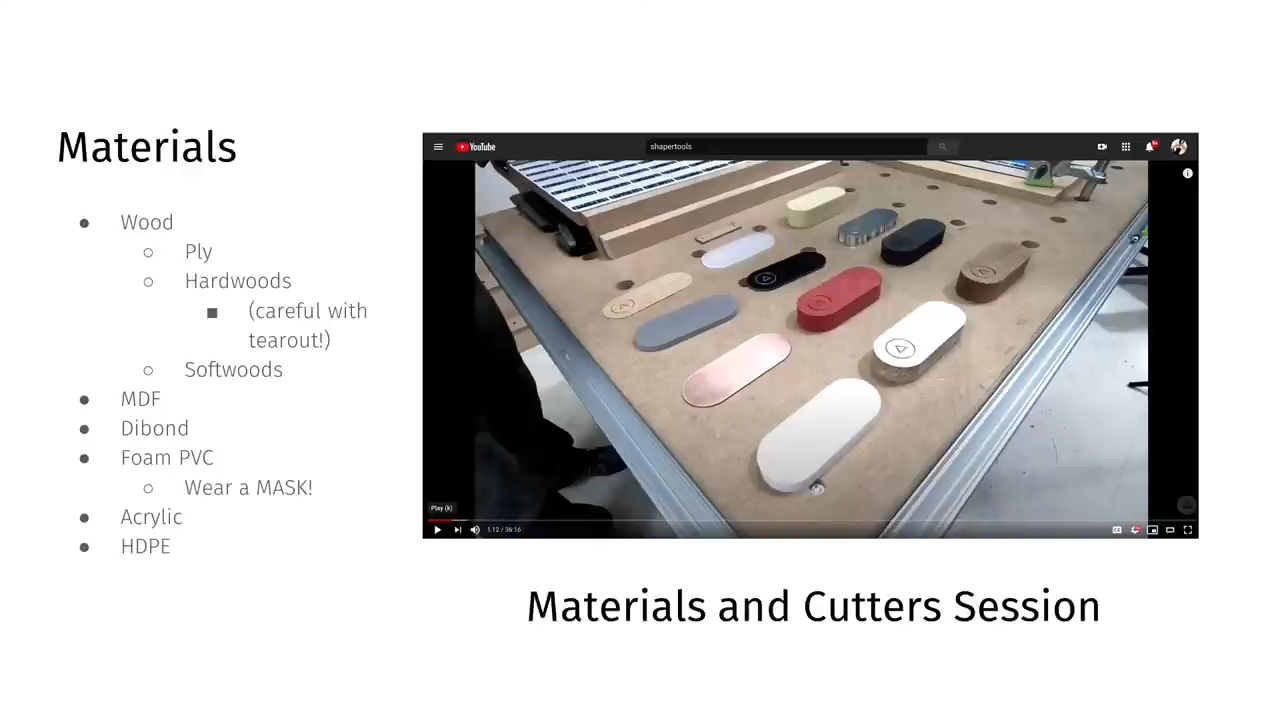 Materials
● Wood
○ Ply
○ Hardwoods
■ (careful with
tearout!)
○ Softwoods
● MDF
● Dibond
● Foam PVC
○ Wear a MASK!
● Acrylic
● HDPE
YouTube
shapertools
Play (k)
1:12 / 36:16
Materials and Cutters Session